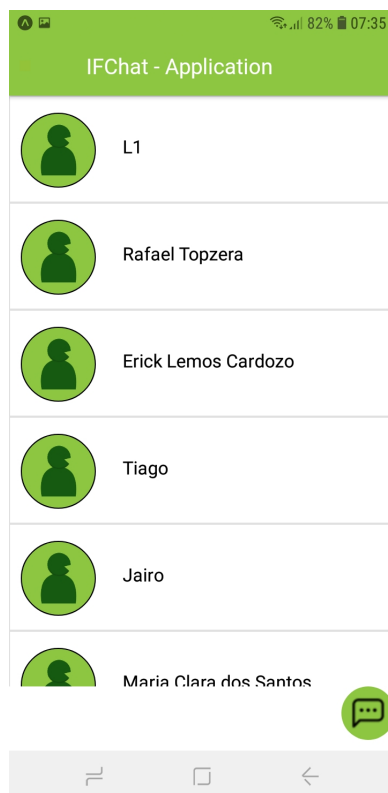 82% 07:35
IFChat - Application
L1
Rafael Topzera
Erick Lemos Cardozo
Tiago
Jairo
Maria Clara dos Santos